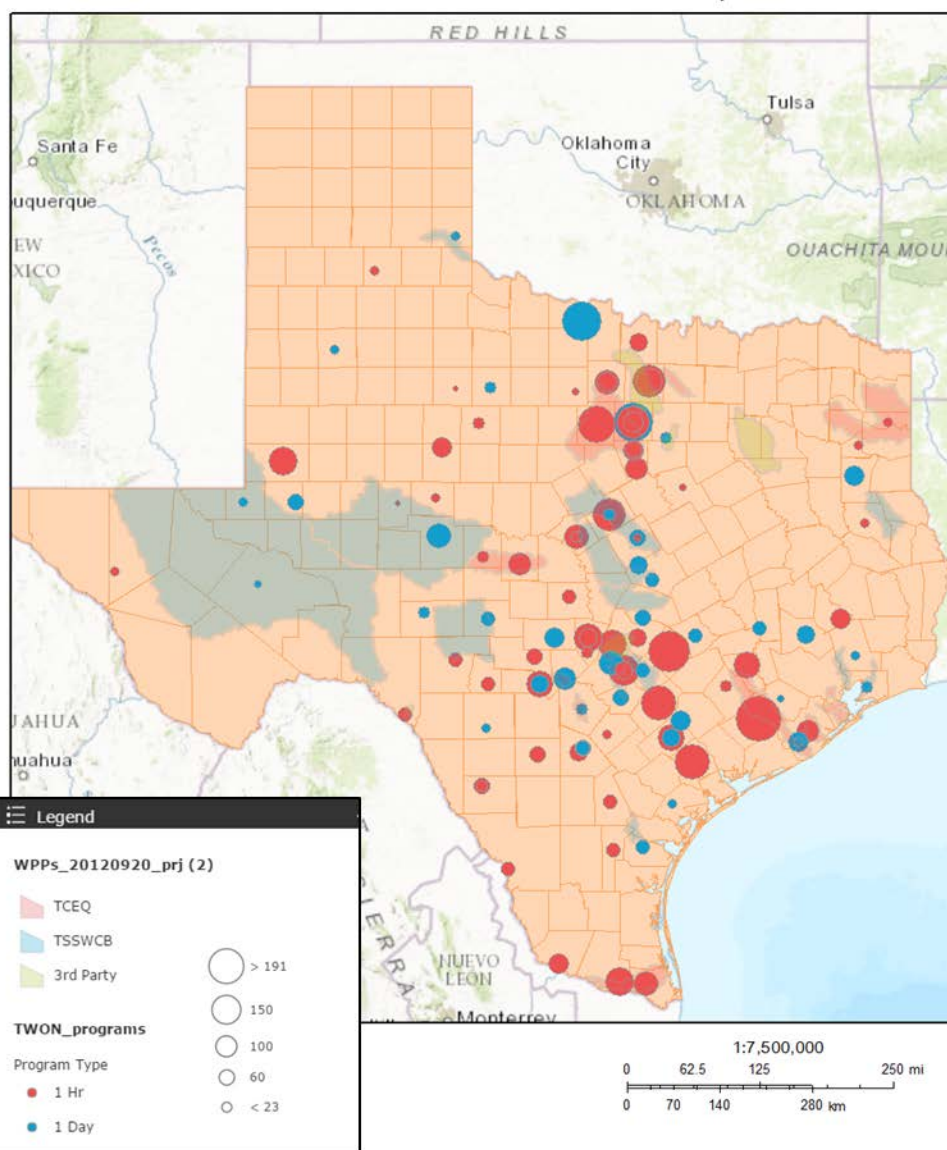 RED HILLS
Tulsa
Santa Fe
Oklahoma
City
uquerque
OKLAHOMA
Pecos
EW
XICO
OUACHITA MOU
JAHUA
huahua
SIERRA
NUEVO
LEON
Monterrey
Legend
WPPs_20120920_prj (2)
TCEQ
TSSWCB
3rd Party
> 191
150
100
60
< 23
TWON_programs
Program Type
1 Hr
1 Day
1:7,500,000
0 62.5 125 250 mi
0 70 140 280 km